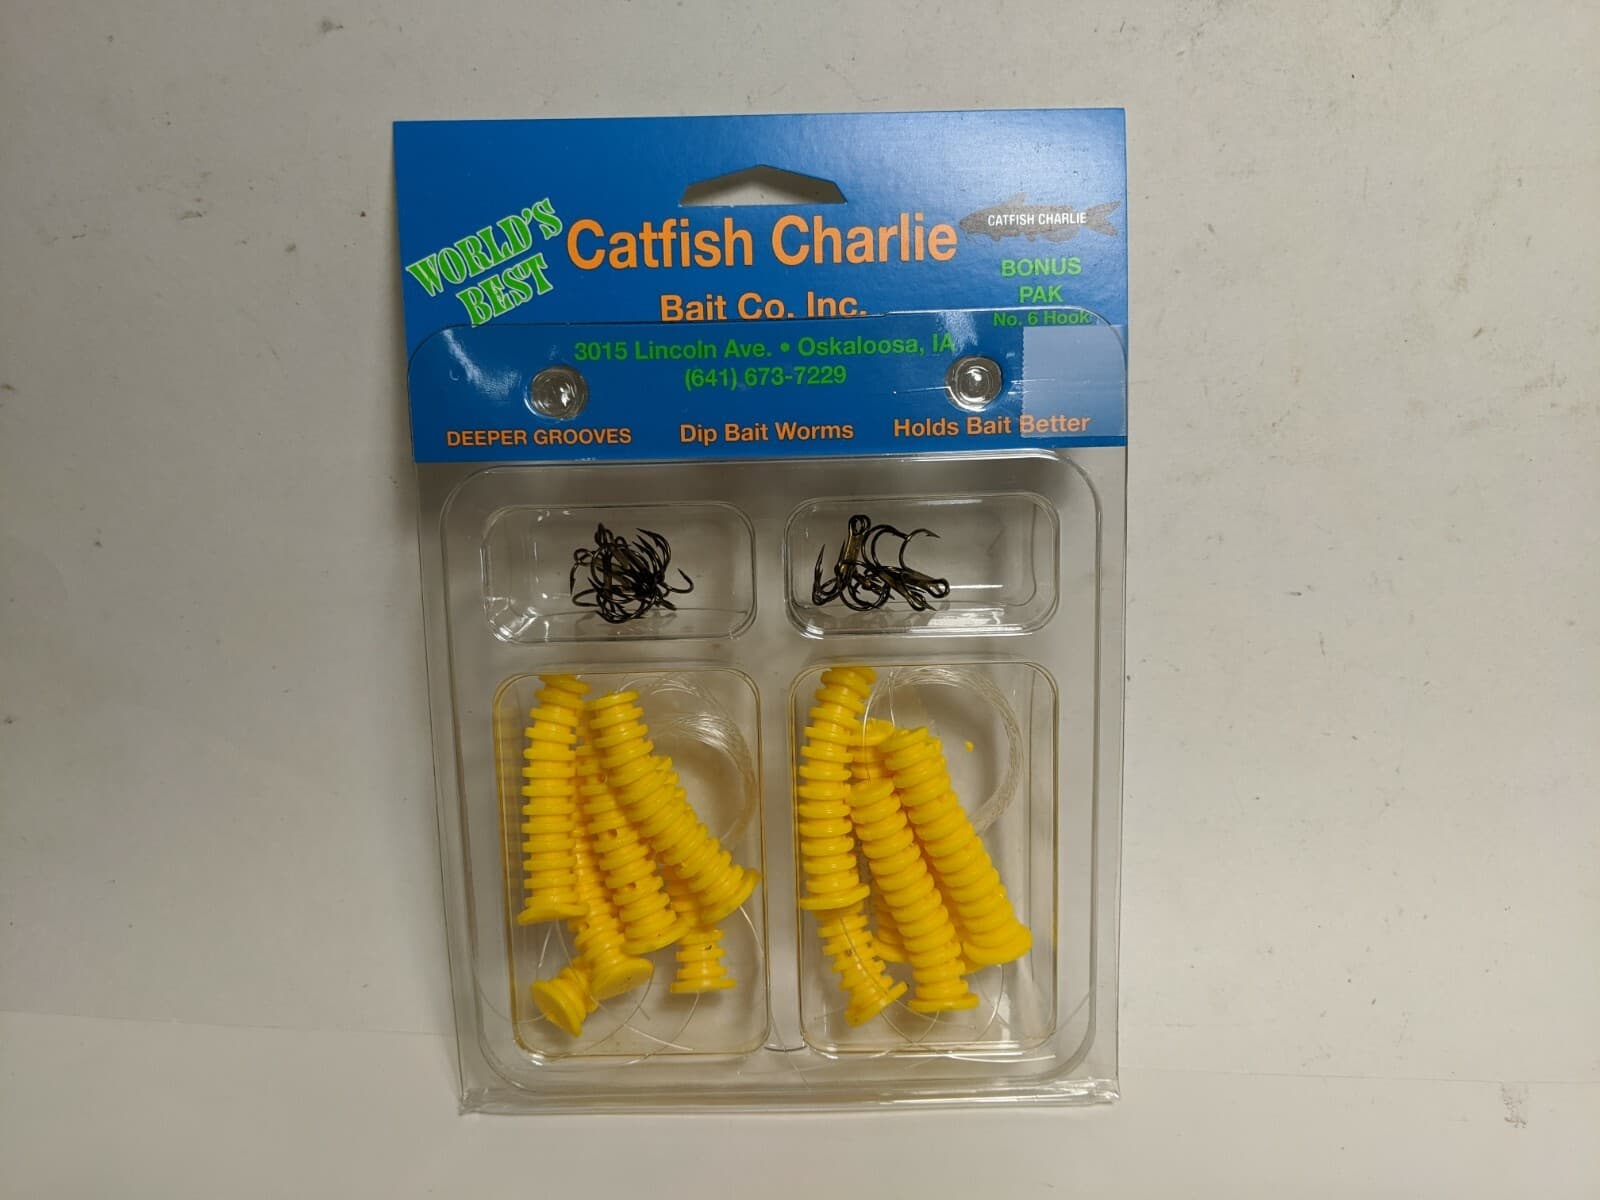 WORLD'S
BEST
Catfish Charlie
Bait Co. Inc.
CATFISH CHARLIE
BONUS
PAK
No. 6 Hook
3015 Lincoln Ave. • Oskaloosa, IA
(641) 673-7229
DEEPER GROOVES
Dip Bait Worms
Holds Bait Better